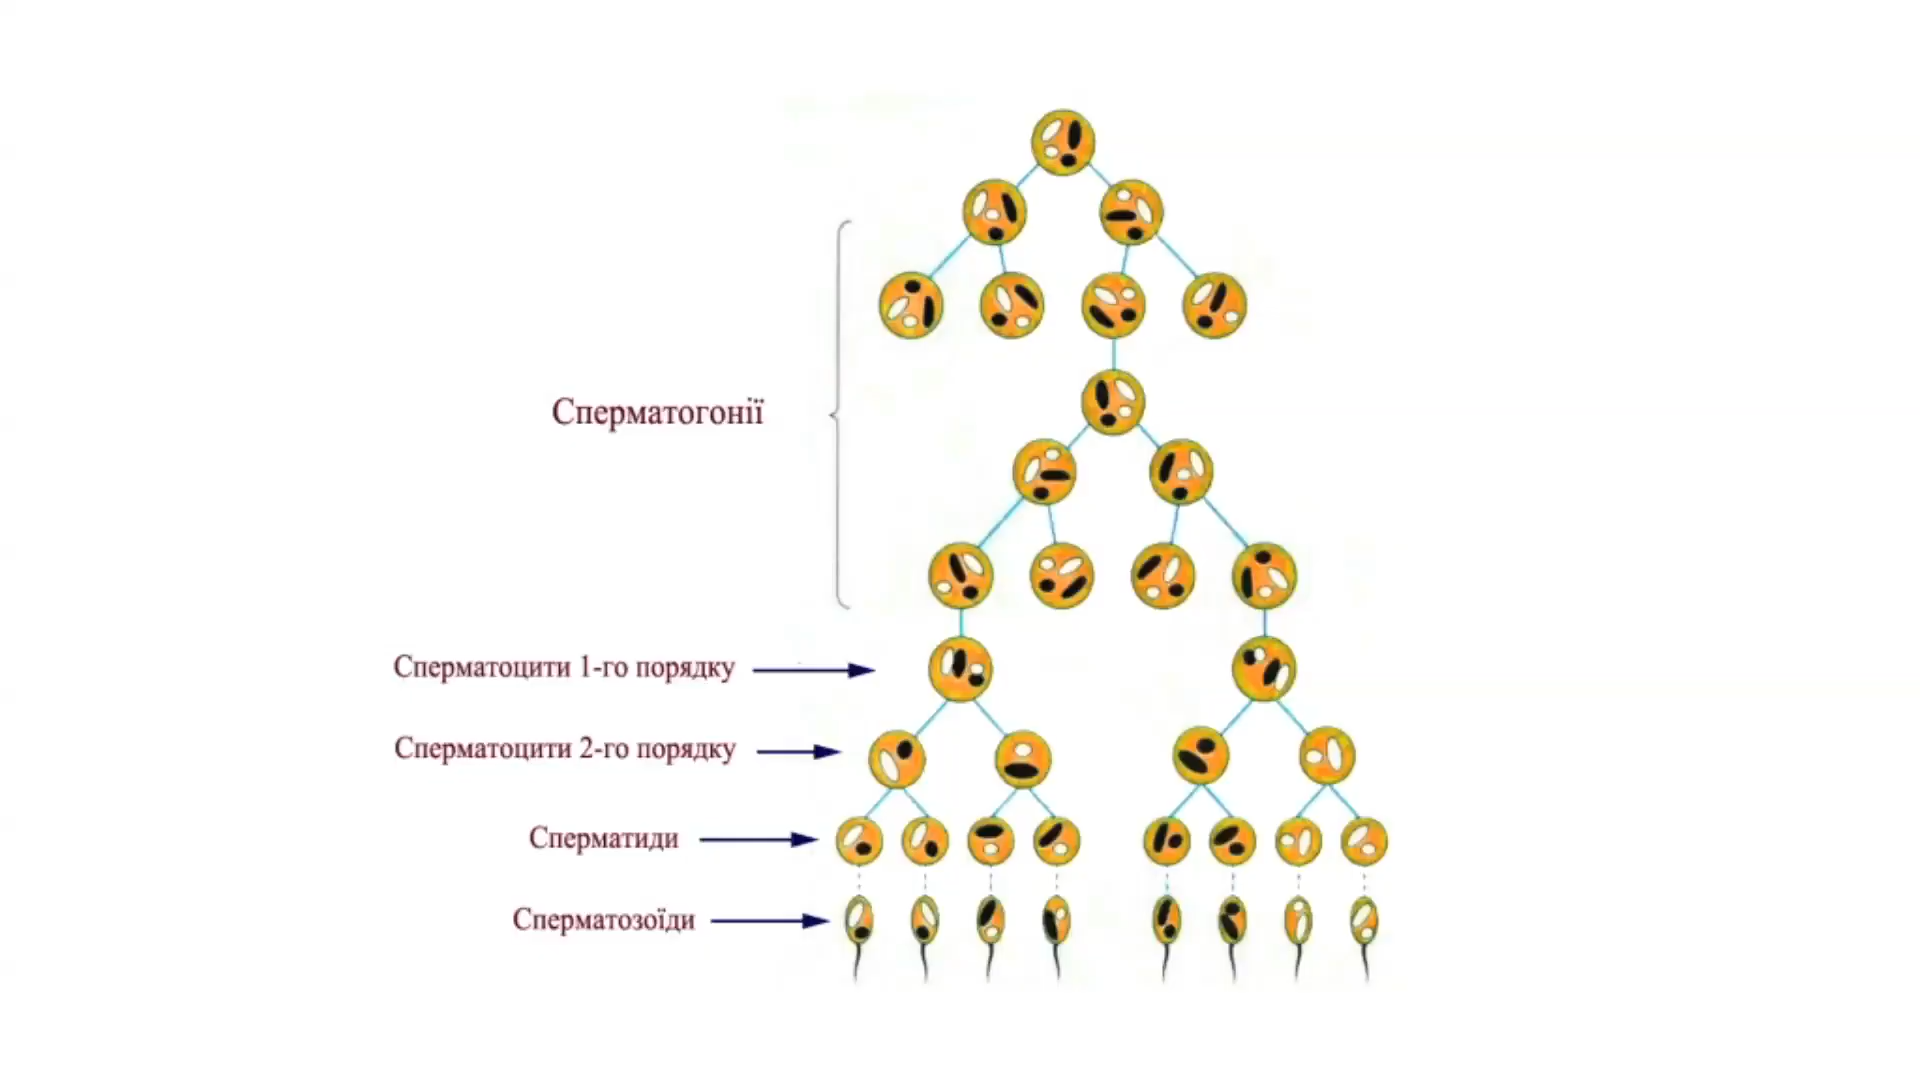 Сперматогонії
Сперматоцити 1-го порядку
Сперматоцити 2-го порядку
Сперматиди
Сперматозоїди